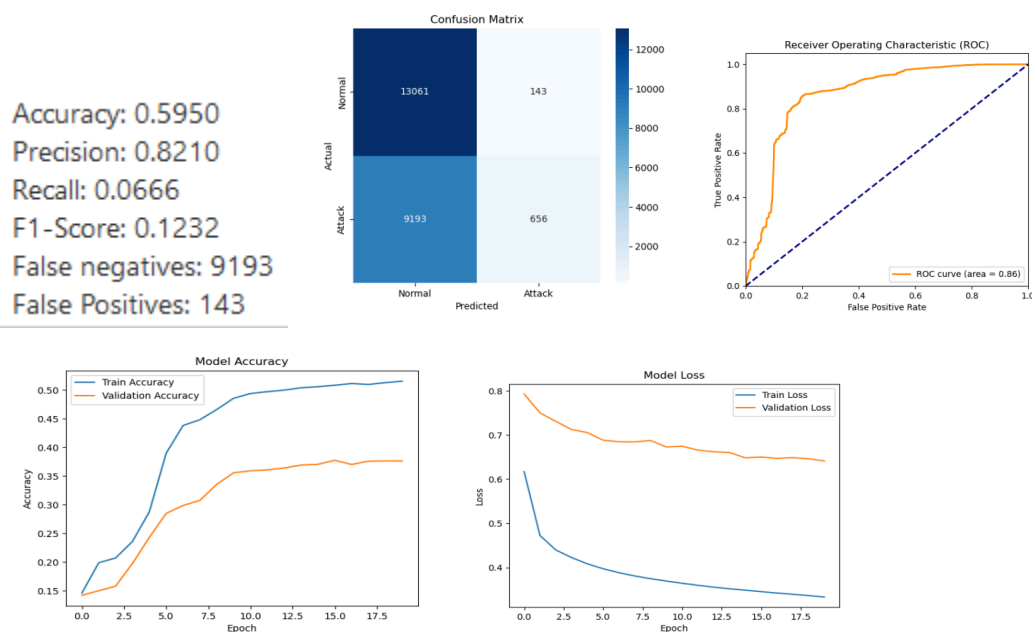 Accuracy: 0.5950
Precision: 0.8210
Recall: 0.0666
F1-Score: 0.1232
False negatives: 9193
False Positives: 143
Confusion Matrix
Actual
Normal
Attack
13061
143
9193
656
Normal
Attack
Predicted
12000
10000
8000
6000
4000
2000
Receiver Operating Characteristic (ROC)
True Positive Rate
1.0
0.8
0.6
0.4
0.2
0.0
ROC curve (area = 0.86)
0.0 0.2 0.4 0.6 0.8 1.0
False Positive Rate
Model Accuracy
Train Accuracy
Validation Accuracy
Accuracy
0.50
0.45
0.40
0.35
0.30
0.25
0.20
0.15
0.0 2.5 5.0 7.5 10.0 12.5 15.0 17.5
Epoch
Model Loss
Train Loss
Validation Loss
Loss
0.8
0.7
0.6
0.5
0.4
0.0 2.5 5.0 7.5 10.0 12.5 15.0 17.5
Epoch